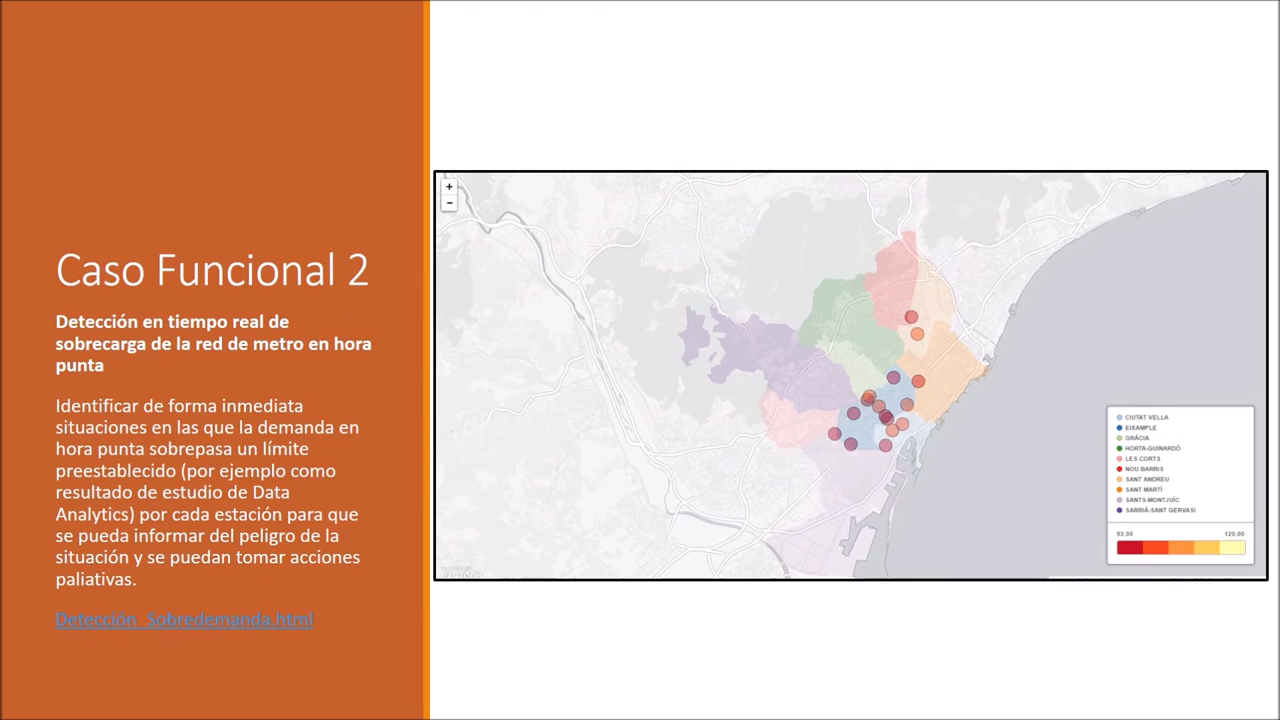 Caso Funcional 2
Detección en tiempo real de
sobrecarga de la red de metro en hora
punta
Identificar de forma inmediata
situaciones en las que la demanda en
hora punta sobrepasa un límite
preestablecido (por ejemplo como
resultado de estudio de Data
Analytics) por cada estación para que
se pueda informar del peligro de la
situación y se puedan tomar acciones
paliativas.
Detección_Sobredemanda.html
+
−
CIUTAT VELLA
EIXAMPLE
GRÀCIA
HORTA-GUINARDÓ
LES CORTS
NOU BARRIS
SANT ANDREU
SANT MARTÍ
SANTS-MONTJUÏC
SARRIÀ-SANT GERVASI
93.00 120.00